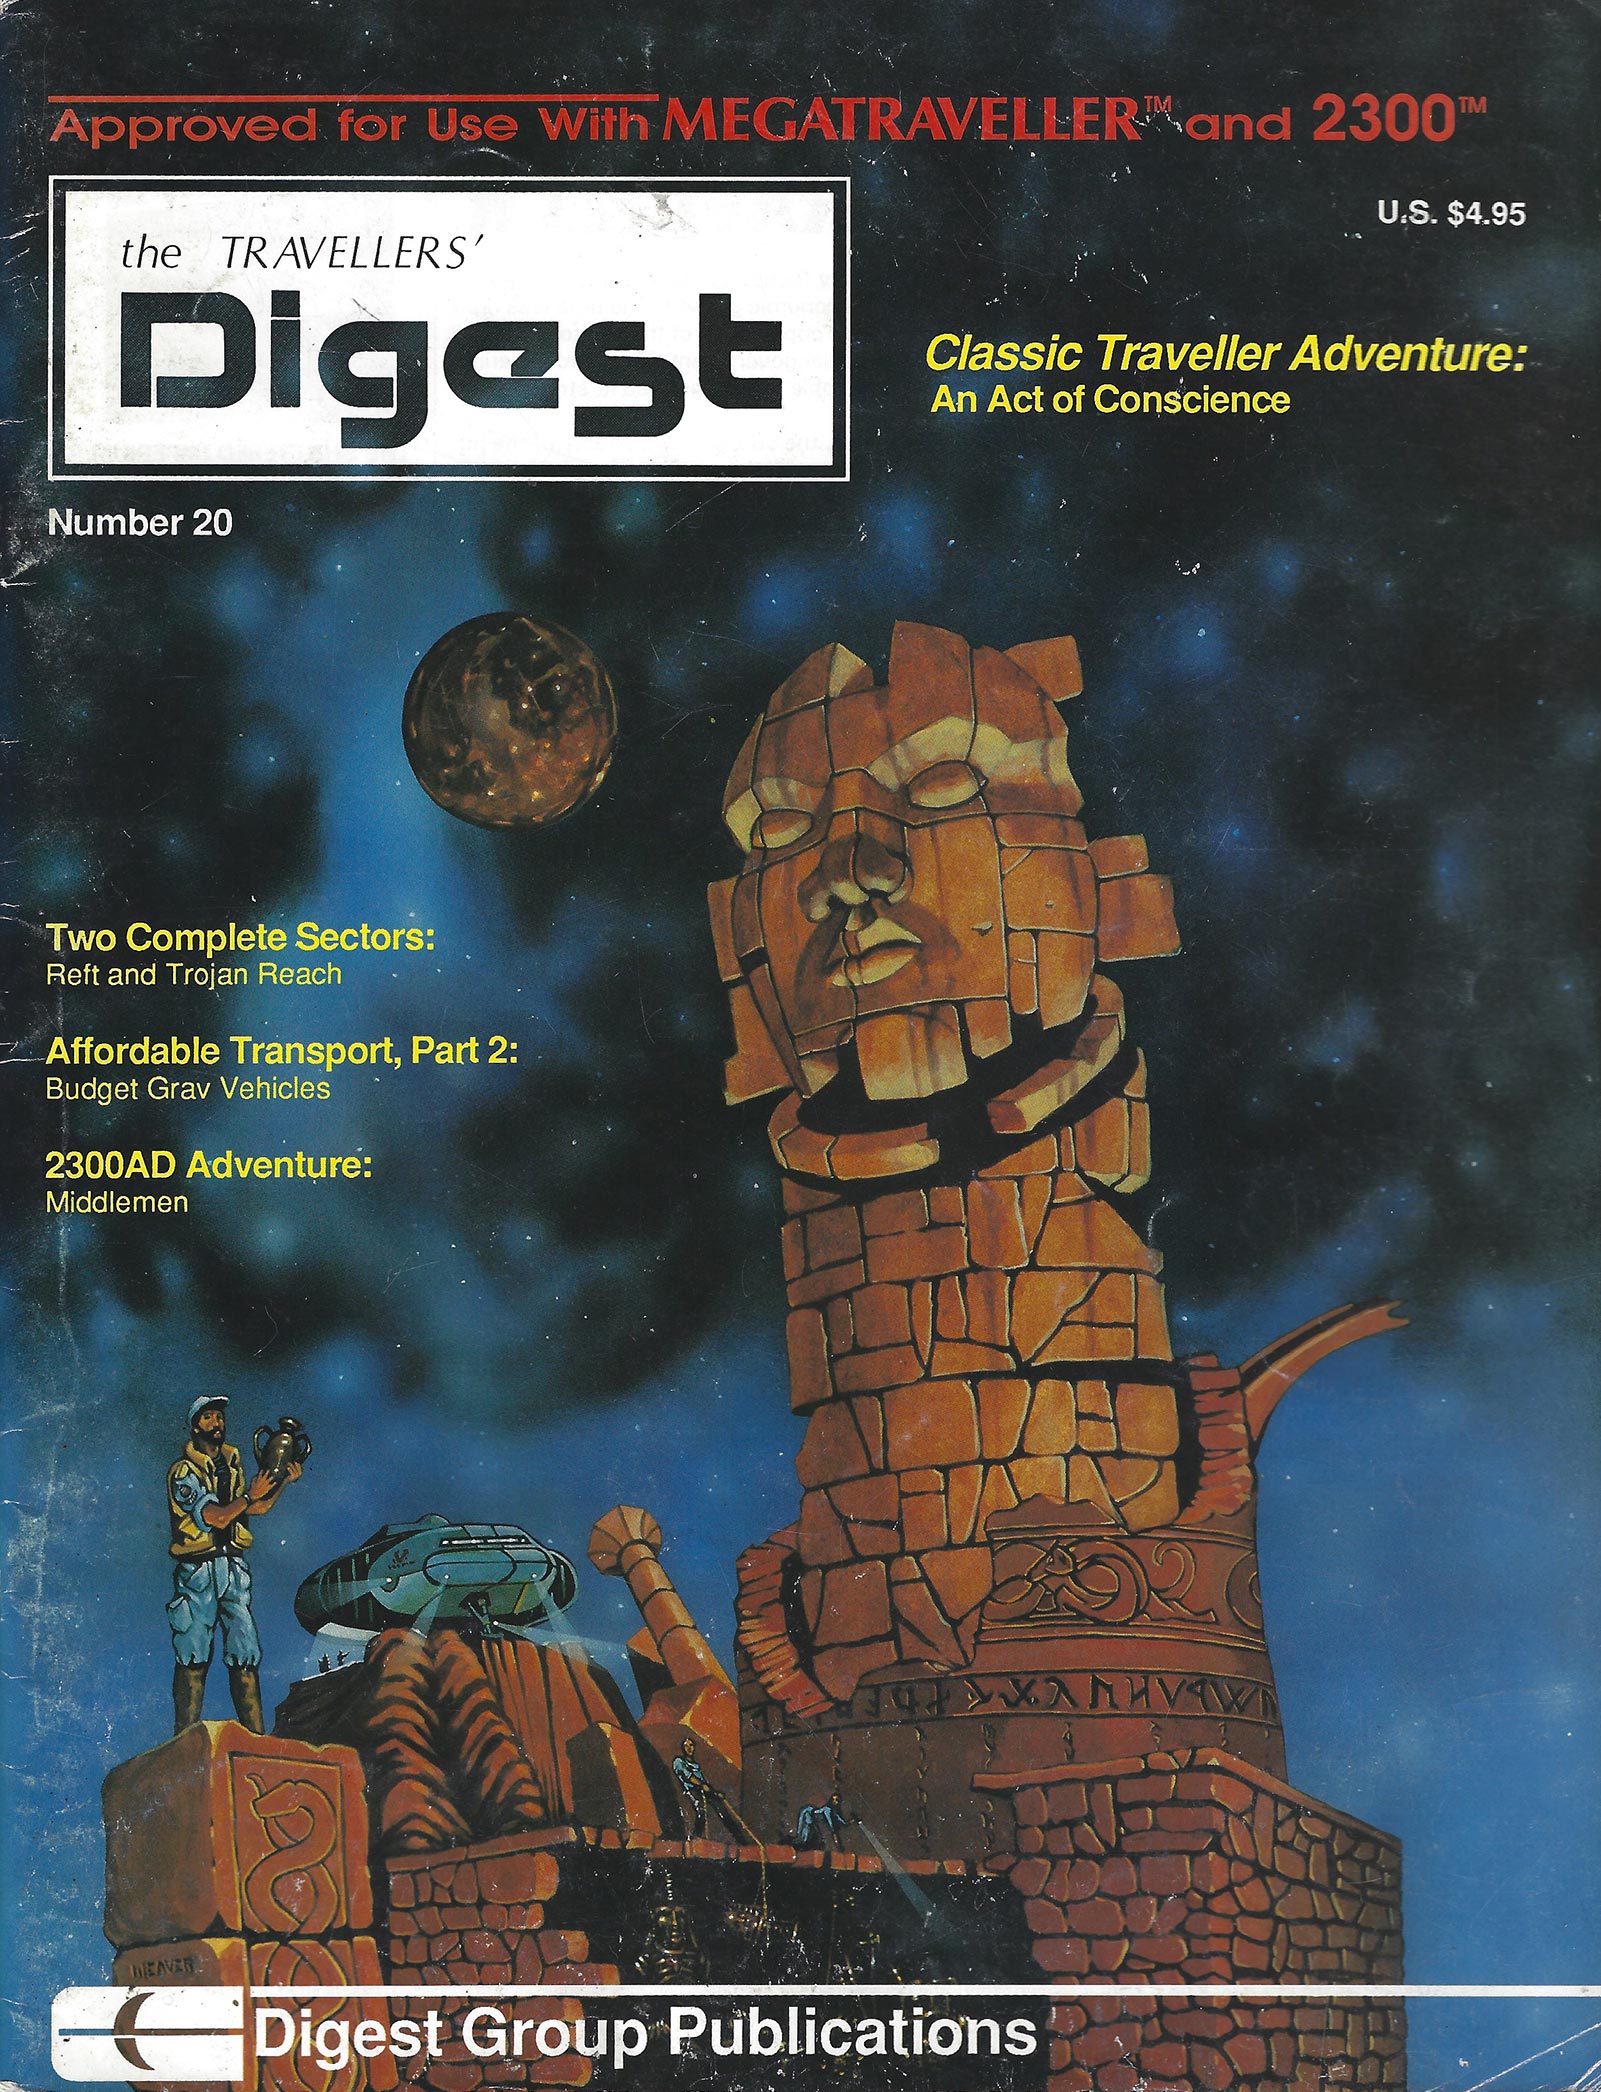 Approved for Use With MEGATRAVELLER™ and 2300™
U.S. $4.95
the TRAVELLERS'
Digest
Number 20
Classic Traveller Adventure:
An Act of Conscience
Two Complete Sectors:
Reft and Trojan Reach
Affordable Transport, Part 2:
Budget Grav Vehicles
2300AD Adventure:
Middlemen
WEAVER
Digest Group Publications